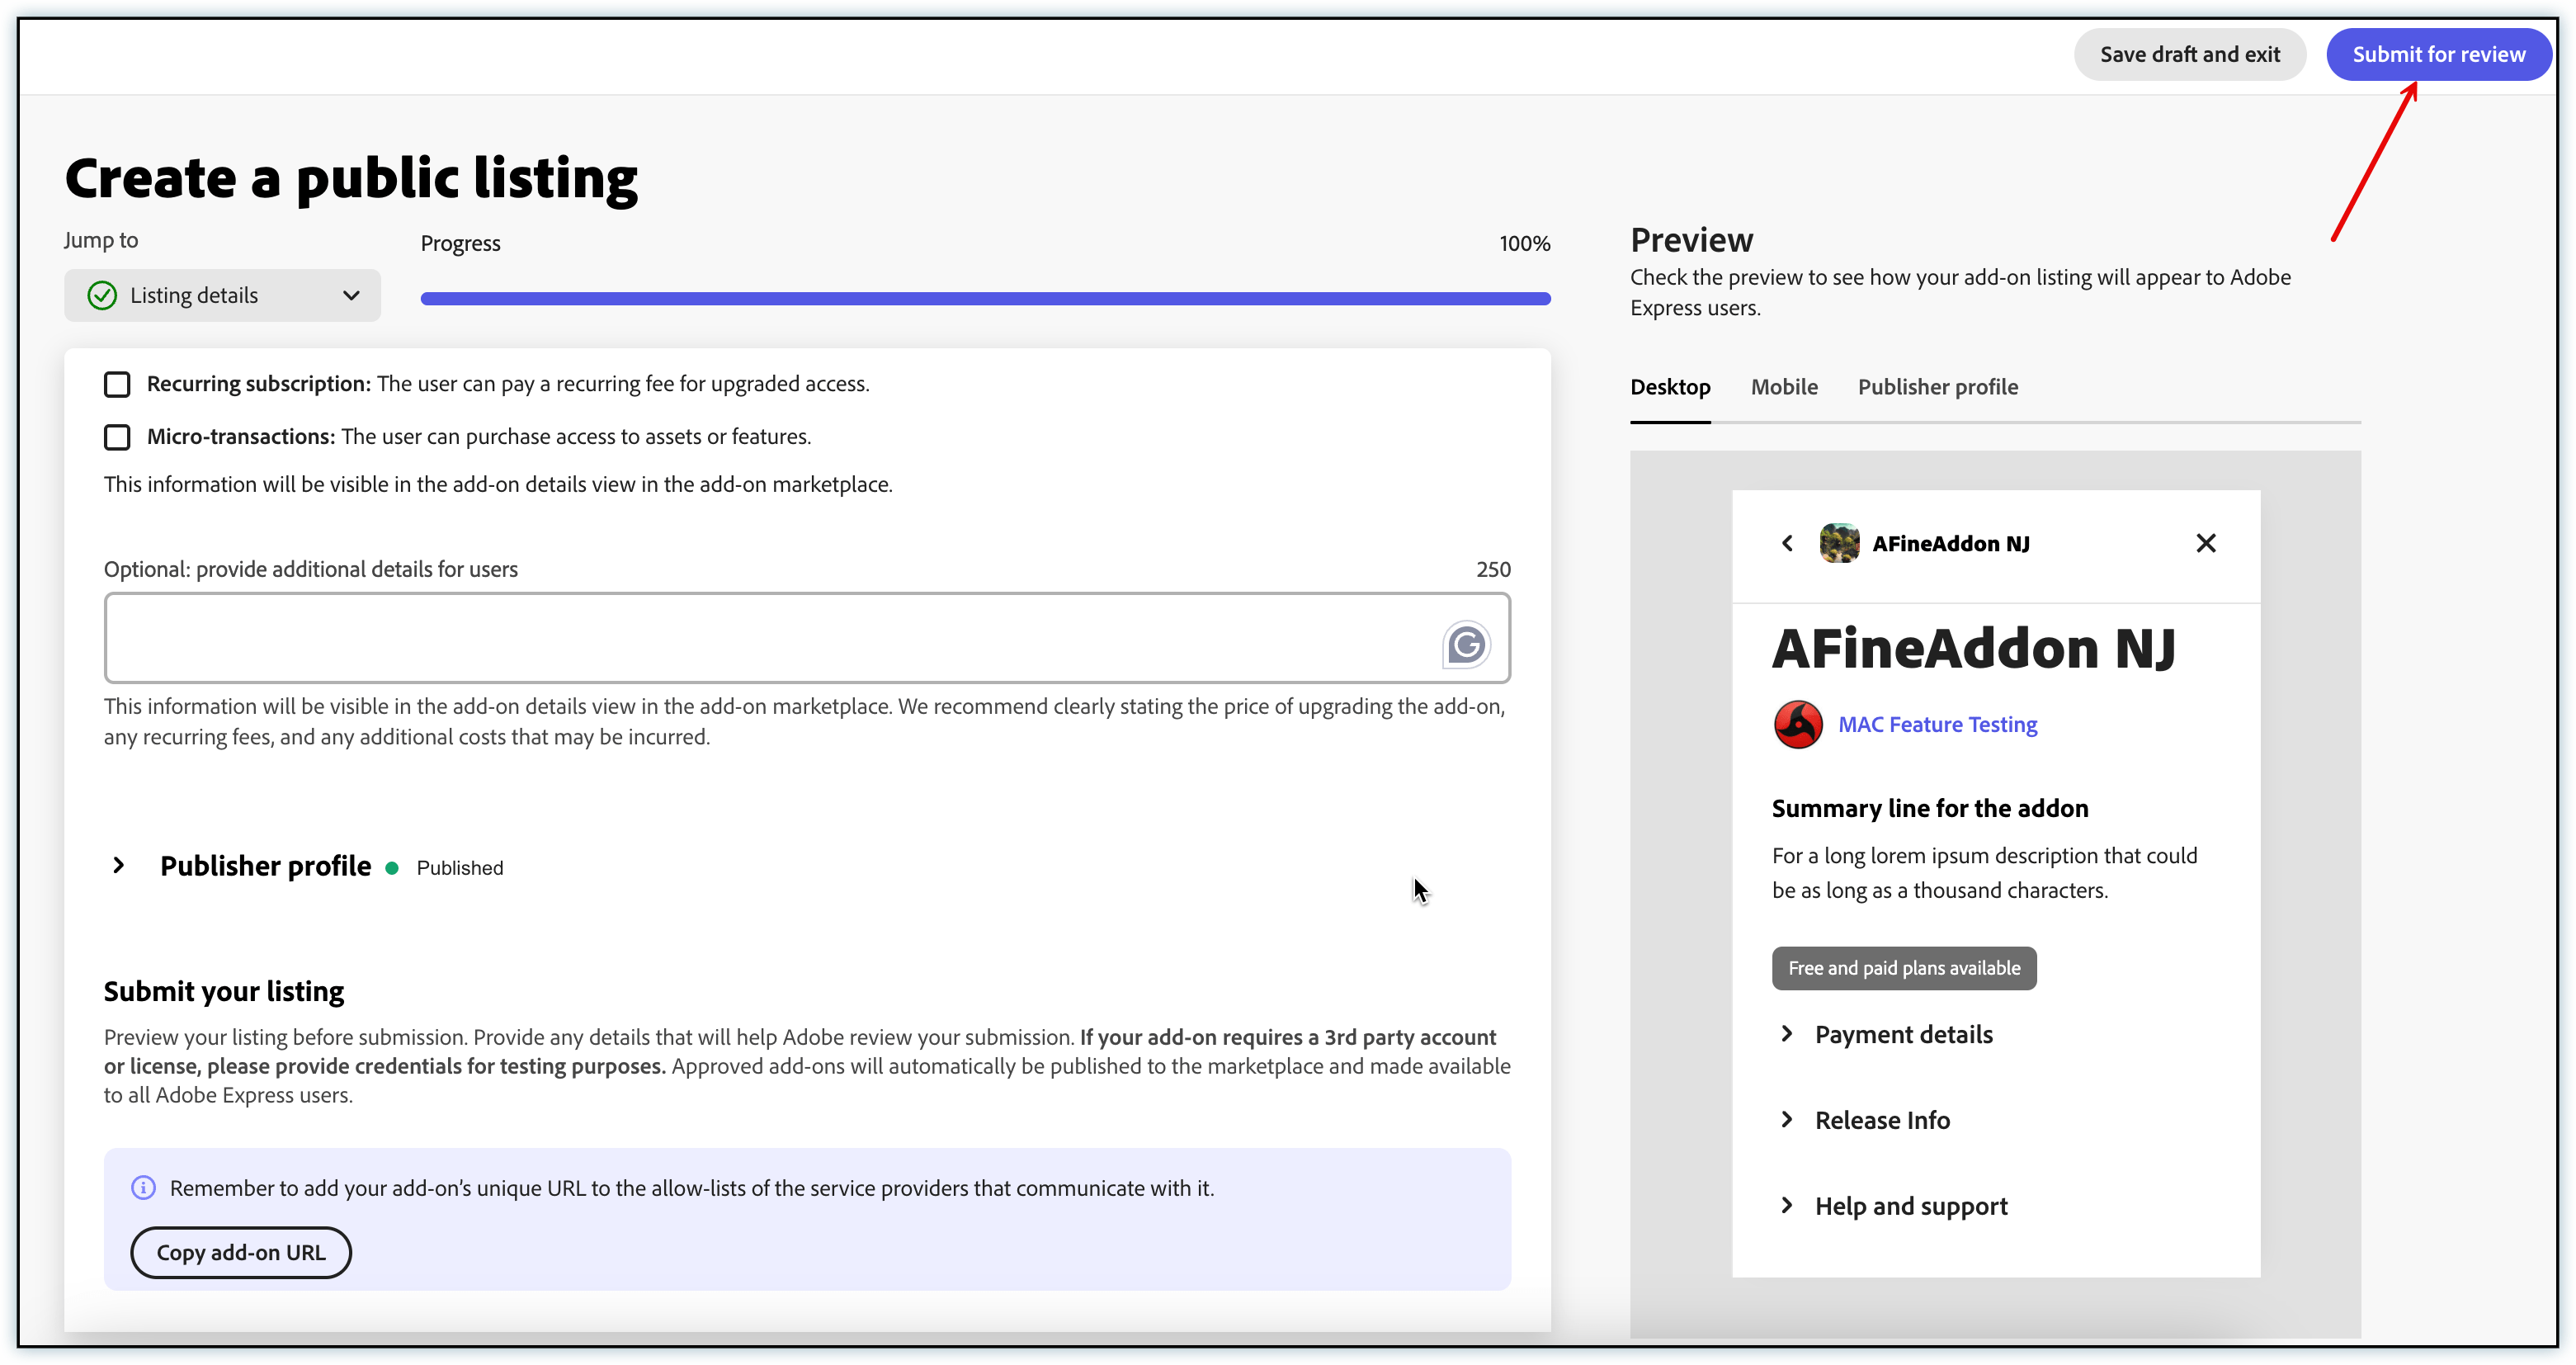 Save draft and exit
Submit for review
Create a public listing
Jump to
Listing details
Progress
100%
Recurring subscription: The user can pay a recurring fee for upgraded access.
Micro-transactions: The user can purchase access to assets or features.
This information will be visible in the add-on details view in the add-on marketplace.
Optional: provide additional details for users
250
This information will be visible in the add-on details view in the add-on marketplace. We recommend clearly stating the price of upgrading the add-on,
any recurring fees, and any additional costs that may be incurred.
Publisher profile
Published
Submit your listing
Preview your listing before submission. Provide any details that will help Adobe review your submission. If your add-on requires a 3rd party account
or license, please provide credentials for testing purposes. Approved add-ons will automatically be published to the marketplace and made available
to all Adobe Express users.
Remember to add your add-on’s unique URL to the allow-lists of the service providers that communicate with it.
Copy add-on URL
Preview
Check the preview to see how your add-on listing will appear to Adobe
Express users.
Desktop
Mobile
Publisher profile
AFineAddon NJ
AFineAddon NJ
MAC Feature Testing
Summary line for the addon
For a long lorem ipsum description that could
be as long as a thousand characters.
Free and paid plans available
Payment details
Release Info
Help and support